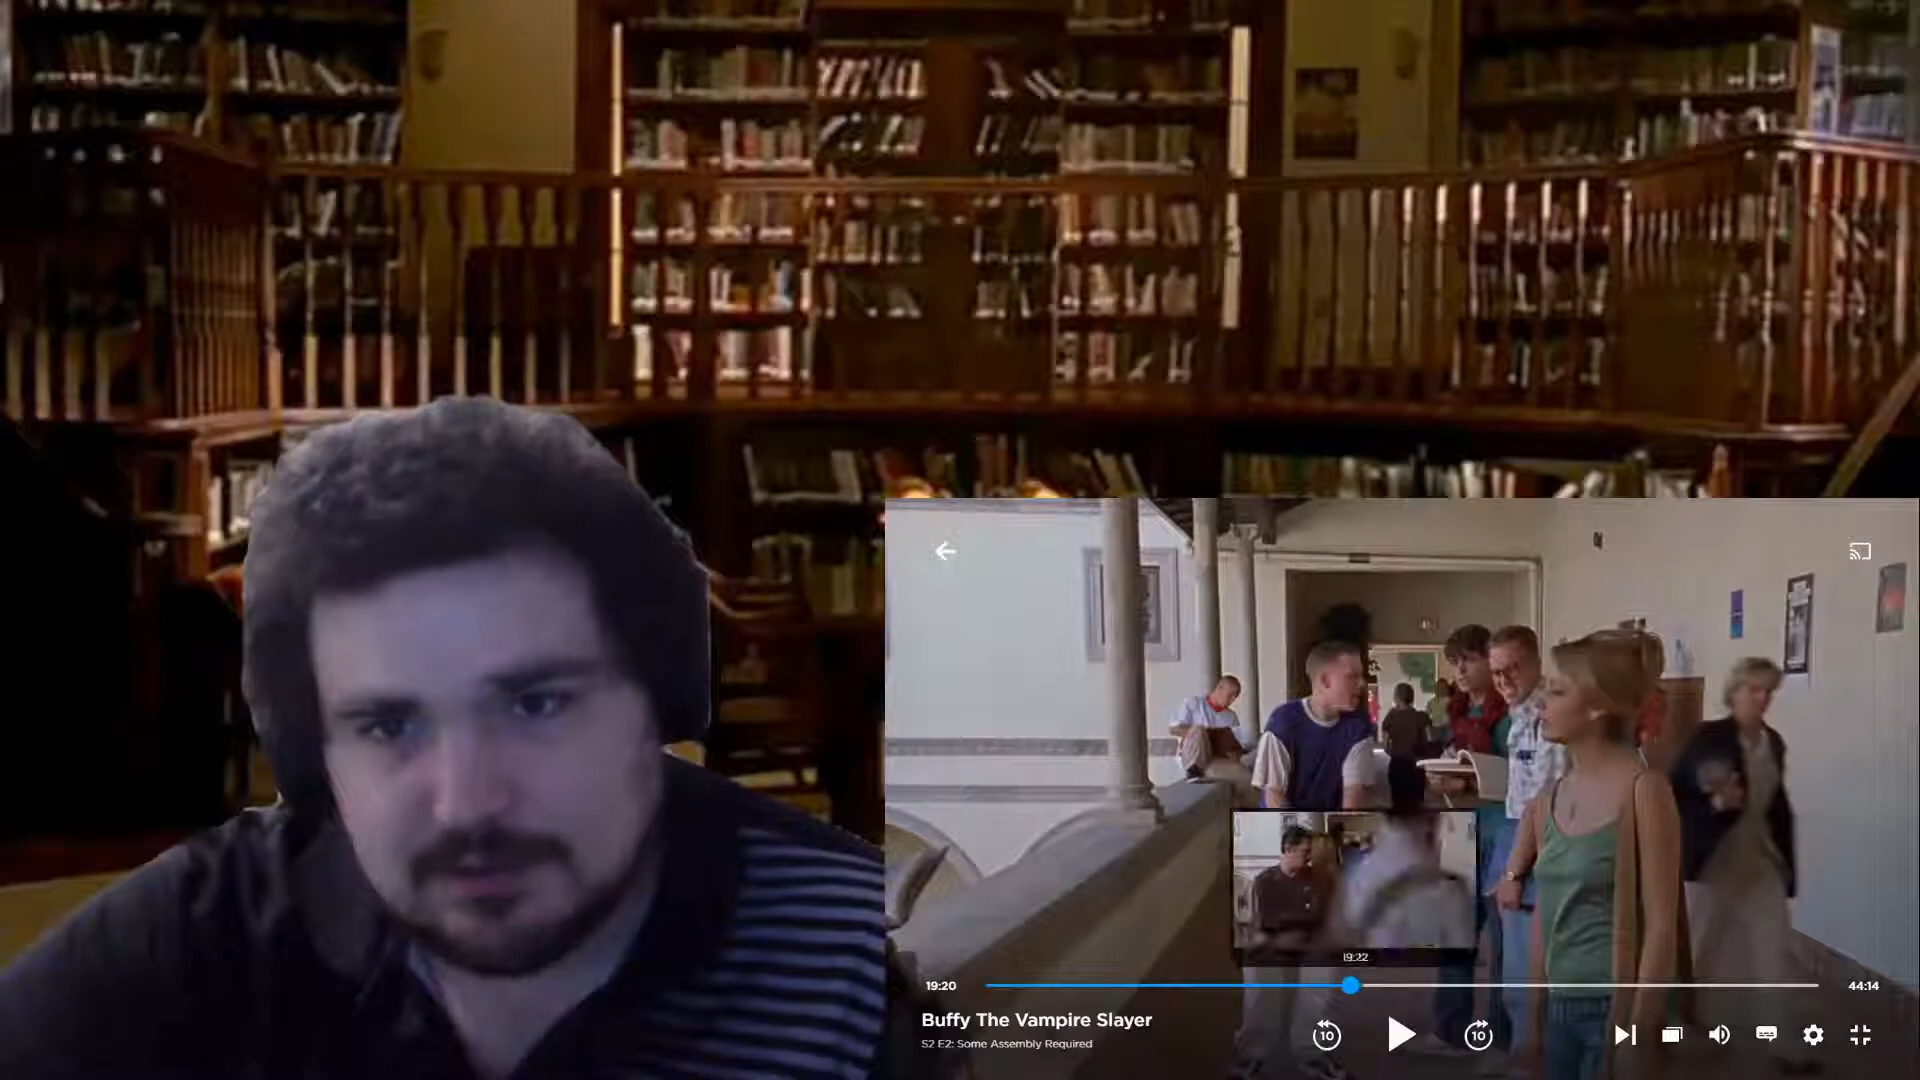 19:22
19:20
44:14
Buffy The Vampire Slayer
S2 E2: Some Assembly Required
10
10